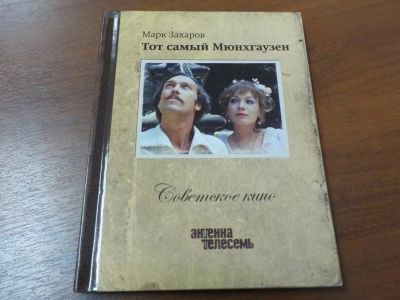 Марк Захаров
Тот самый Мюнхгаузен
Советское кино
антенна
телесемь